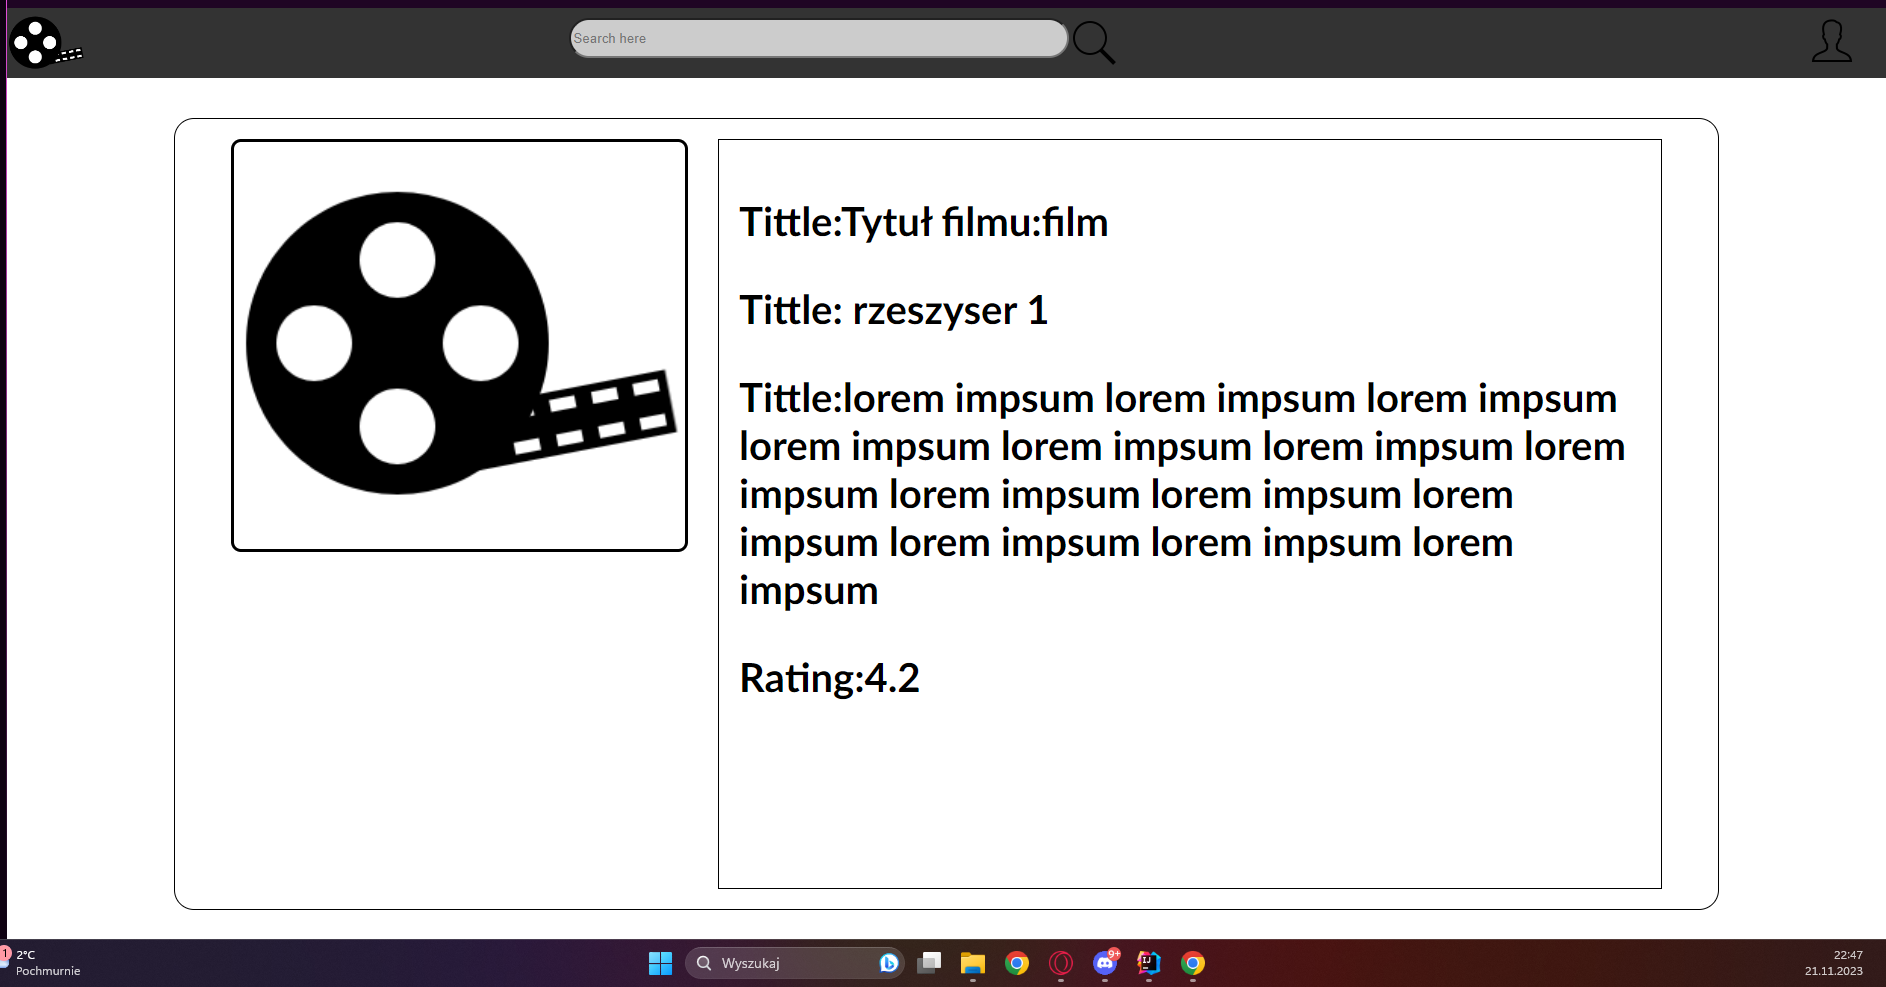 Search here
Tittle:Tytuł filmu:film
Tittle: rzeszyser 1
Tittle:lorem impsum lorem impsum lorem impsum
lorem impsum lorem impsum lorem impsum lorem
impsum lorem impsum lorem impsum lorem
impsum lorem impsum lorem impsum lorem
impsum
Rating:4.2
1
2°C
Pochmurnie
Wyszukaj
9+
IJ
22:47
21.11.2023